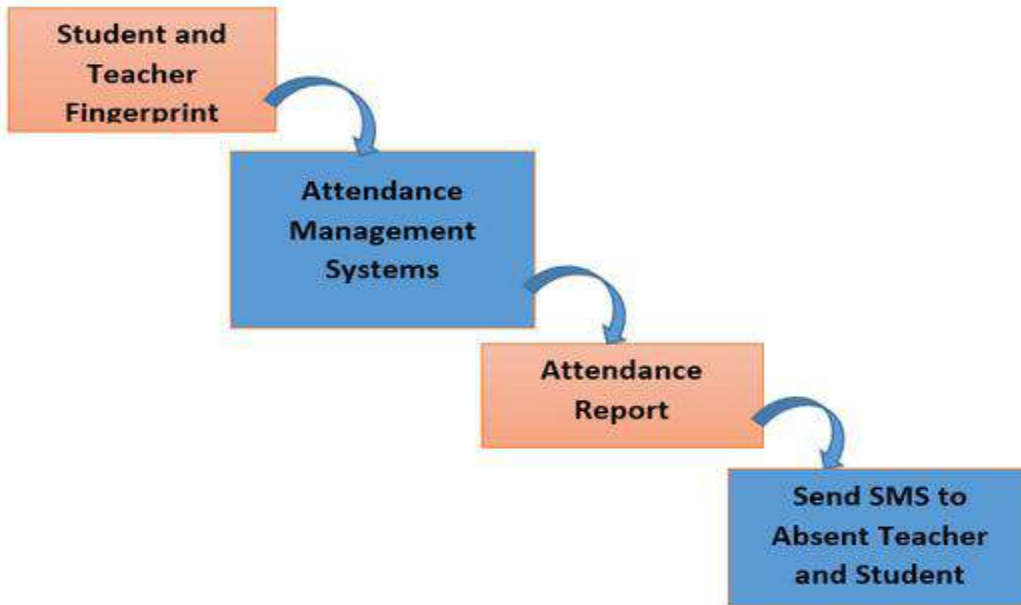 Student and
Teacher
Fingerprint
Attendance
Management
Systems
Attendance
Report
Send SMS to
Absent Teacher
and Student